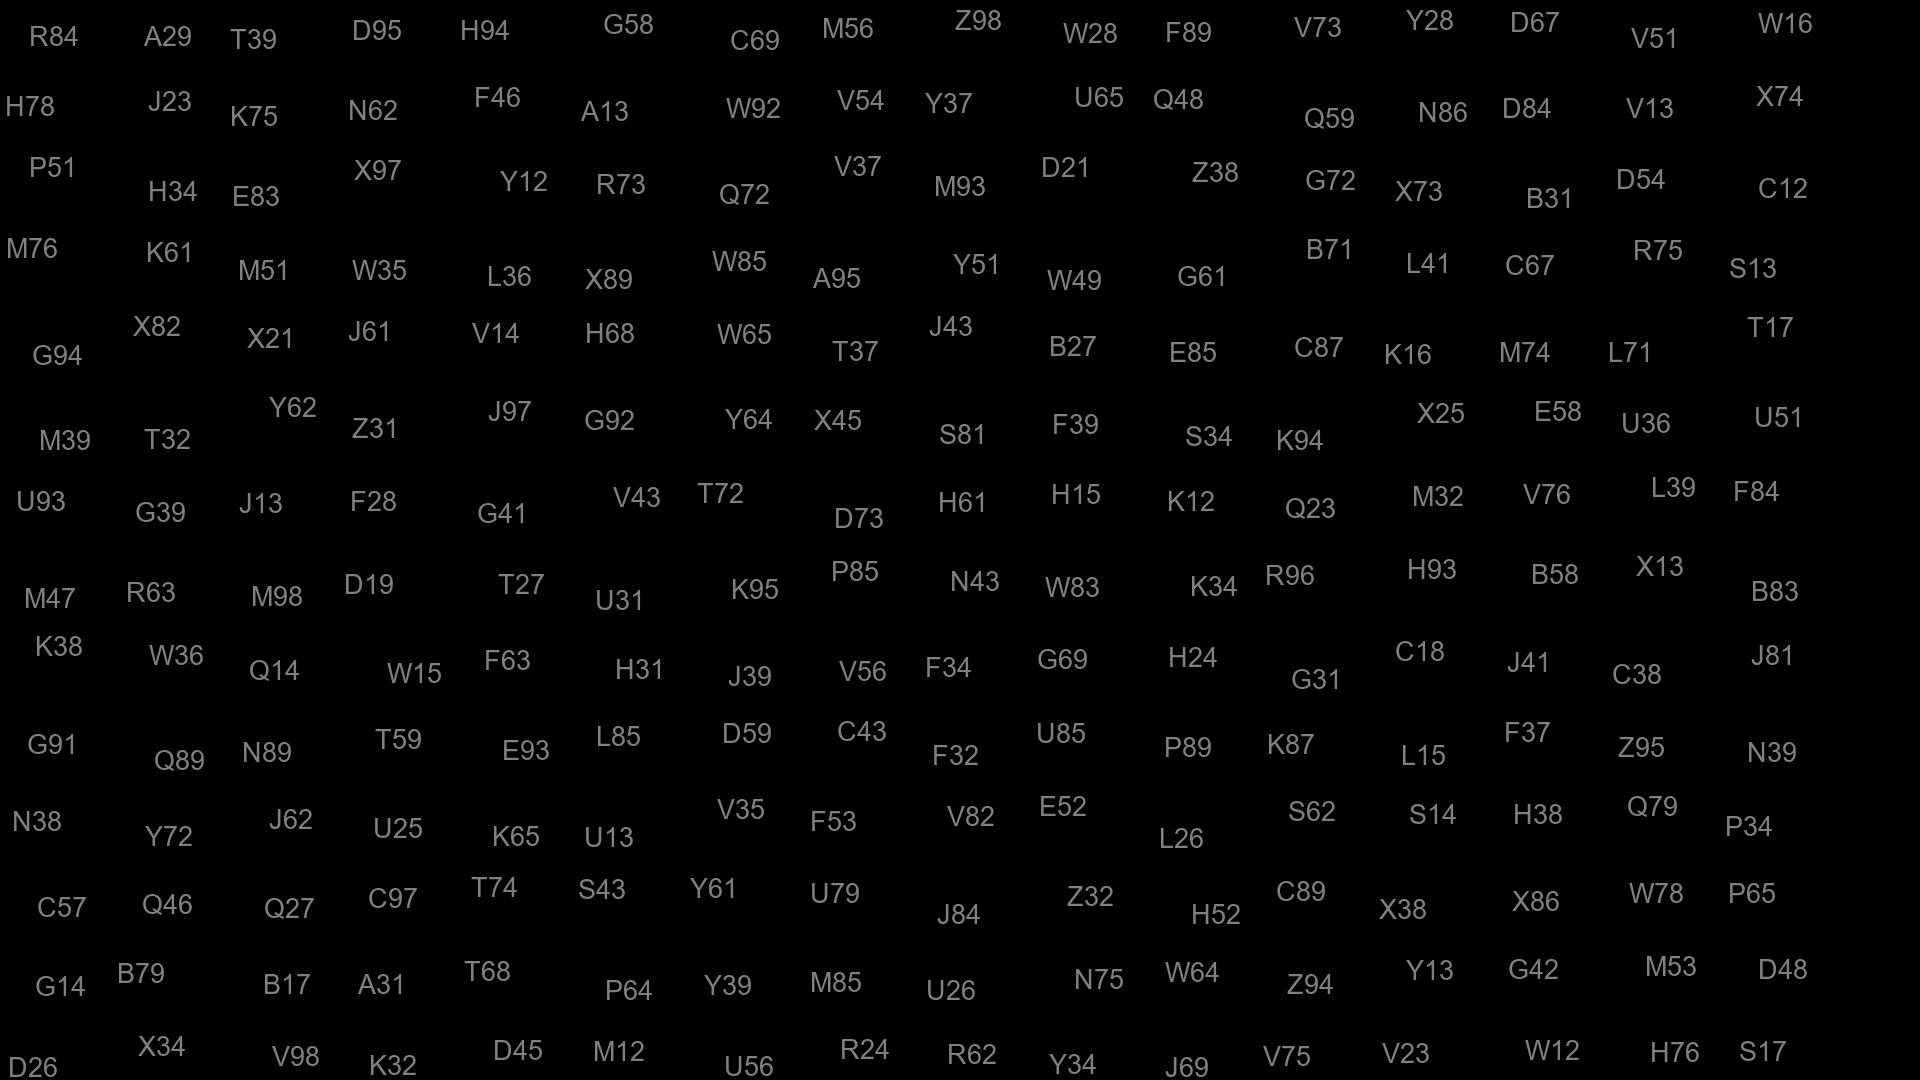 R84 A29 T39 D95 H94 G58 C69 M56 Z98 W28 F89 V73 Y28 D67 V51 W16
H78 J23 K75 N62 F46 A13 W92 V54 Y37 U65 Q48 Q59 N86 D84 V13 X74
P51 H34 E83 X97 Y12 R73 Q72 V37 M93 D21 Z38 G72 X73 B31 D54 C12
M76 K61 M51 W35 L36 X89 W85 A95 Y51 W49 G61 B71 L41 C67 R75 S13
G94 X82 X21 J61 V14 H68 W65 T37 J43 B27 E85 C87 K16 M74 L71 T17
M39 T32 Y62 Z31 J97 G92 Y64 X45 S81 F39 S34 K94 X25 E58 U36 U51
U93 G39 J13 F28 G41 V43 T72 D73 H61 H15 K12 Q23 M32 V76 L39 F84
M47 R63 M98 D19 T27 U31 K95 P85 N43 W83 K34 R96 H93 B58 X13 B83
K38 W36 Q14 W15 F63 H31 J39 V56 F34 G69 H24 G31 C18 J41 C38 J81
G91 Q89 N89 T59 E93 L85 D59 C43 F32 U85 P89 K87 L15 F37 Z95 N39
N38 Y72 J62 U25 K65 U13 V35 F53 V82 E52 L26 S62 S14 H38 Q79 P34
C57 Q46 Q27 C97 T74 S43 Y61 U79 J84 Z32 H52 C89 X38 X86 W78 P65
G14 B79 B17 A31 T68 P64 Y39 M85 U26 N75 W64 Z94 Y13 G42 M53 D48
D26 X34 V98 K32 D45 M12 U56 R24 R62 Y34 J69 V75 V23 W12 H76 S17